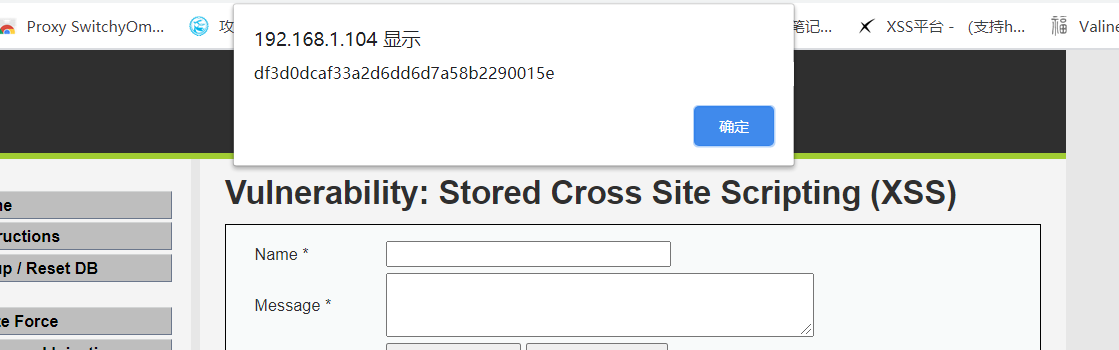 Proxy SwitchyOm... 攻 笔记... XSS平台 - (支持h... Valine
192.168.1.104 显示
df3d0dcaf33a2d6dd6d7a58b2290015e
确定
Vulnerability: Stored Cross Site Scripting (XSS)
ne
ructions
up / Reset DB
te Force
Name *
Message *